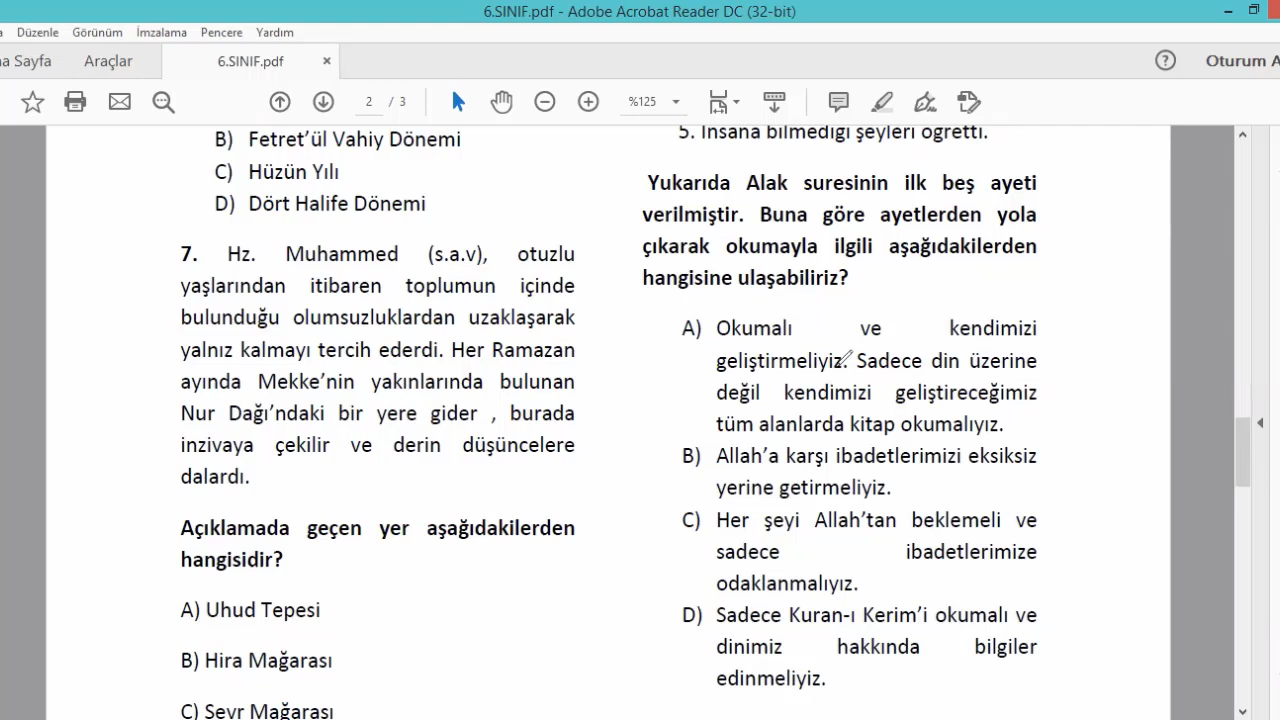 6.SINIF.pdf - Adobe Acrobat Reader DC (32-bit)
Düzenle Görünüm İmzalama Pencere Yardım
Sayfa Araçlar 6.SINIF.pdf × ? Oturum A
2 / 3 %125
B) Fetret’ül Vahiy Dönemi
C) Hüzün Yılı
D) Dört Halife Dönemi
7. Hz. Muhammed (s.a.v), otuzlu
yaşlarından itibaren toplumun içinde
bulunduğu olumsuzluklardan uzaklaşarak
yalnız kalmayı tercih ederdi. Her Ramazan
ayında Mekke’nin yakınlarında bulunan
Nur Dağı’ndaki bir yere gider , burada
inzivaya çekilir ve derin düşüncelere
dalardı.
Açıklamada geçen yer aşağıdakilerden
hangisidir?
A) Uhud Tepesi
B) Hira Mağarası
C) Sevr Mağarası
5. İnsana bilmediği şeyleri öğretti.
Yukarıda Alak suresinin ilk beş ayeti
verilmiştir. Buna göre ayetlerden yola
çıkarak okumayla ilgili aşağıdakilerden
hangisine ulaşabiliriz?
A) Okumalı ve kendimizi
geliştirmeliyiz. Sadece din üzerine
değil kendimizi geliştireceğimiz
tüm alanlarda kitap okumalıyız.
B) Allah’a karşı ibadetlerimizi eksiksiz
yerine getirmeliyiz.
C) Her şeyi Allah’tan beklemeli ve
sadece ibadetlerimize
odaklanmalıyız.
D) Sadece Kuran-ı Kerim’i okumalı ve
dinimiz hakkında bilgiler
edinmeliyiz.